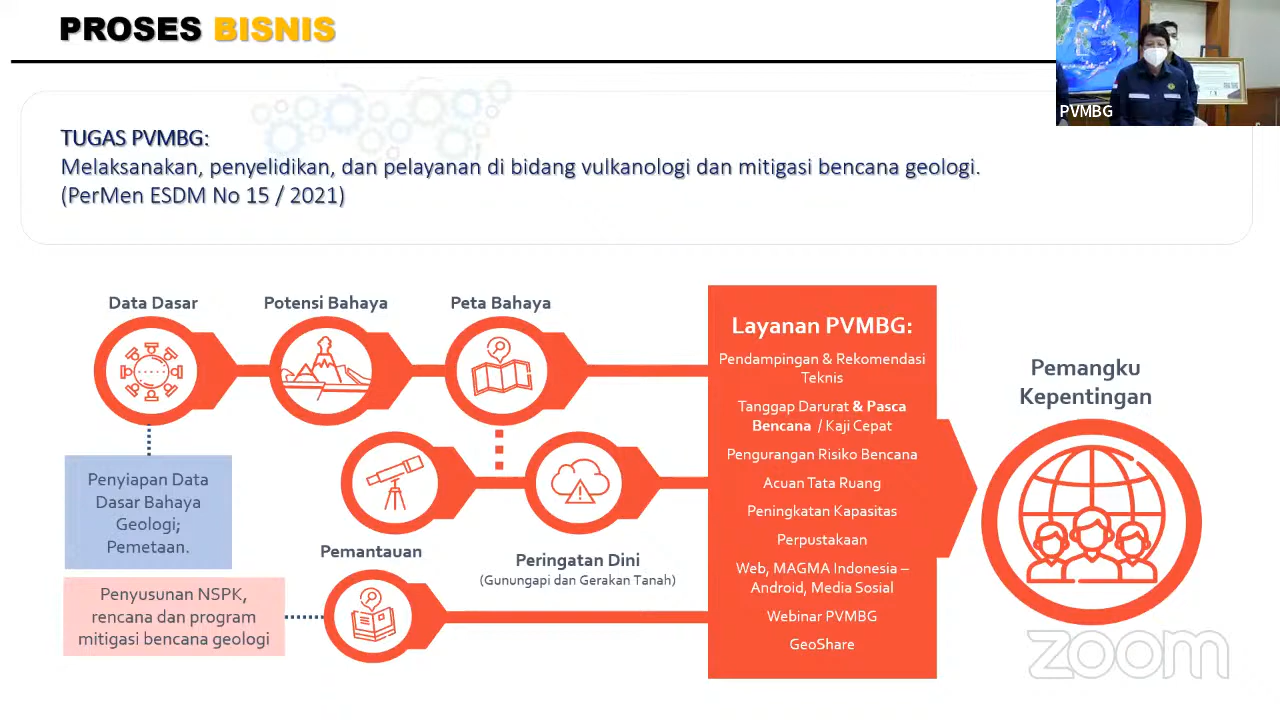 PROSES BISNIS
PVMBG
TUGAS PVMBG:
Melaksanakan, penyelidikan, dan pelayanan di bidang vulkanologi dan mitigasi bencana geologi.
(PerMen ESDM No 15 / 2021)
Data Dasar
Potensi Bahaya
Peta Bahaya
Penyiapan Data
Dasar Bahaya
Geologi;
Pemetaan.
Pemantauan
Peringatan Dini
(Gunungapi dan Gerakan Tanah)
Penyusunan NSPK,
rencana dan program
mitigasi bencana geologi
Layanan PVMBG:
Pendampingan & Rekomendasi
Teknis
Tanggap Darurat & Pasca
Bencana / Kaji Cepat
Pengurangan Risiko Bencana
Acuan Tata Ruang
Peningkatan Kapasitas
Perpustakaan
Web, MAGMA Indonesia –
Android, Media Sosial
Webinar PVMBG
GeoShare
Pemangku
Kepentingan
zoom